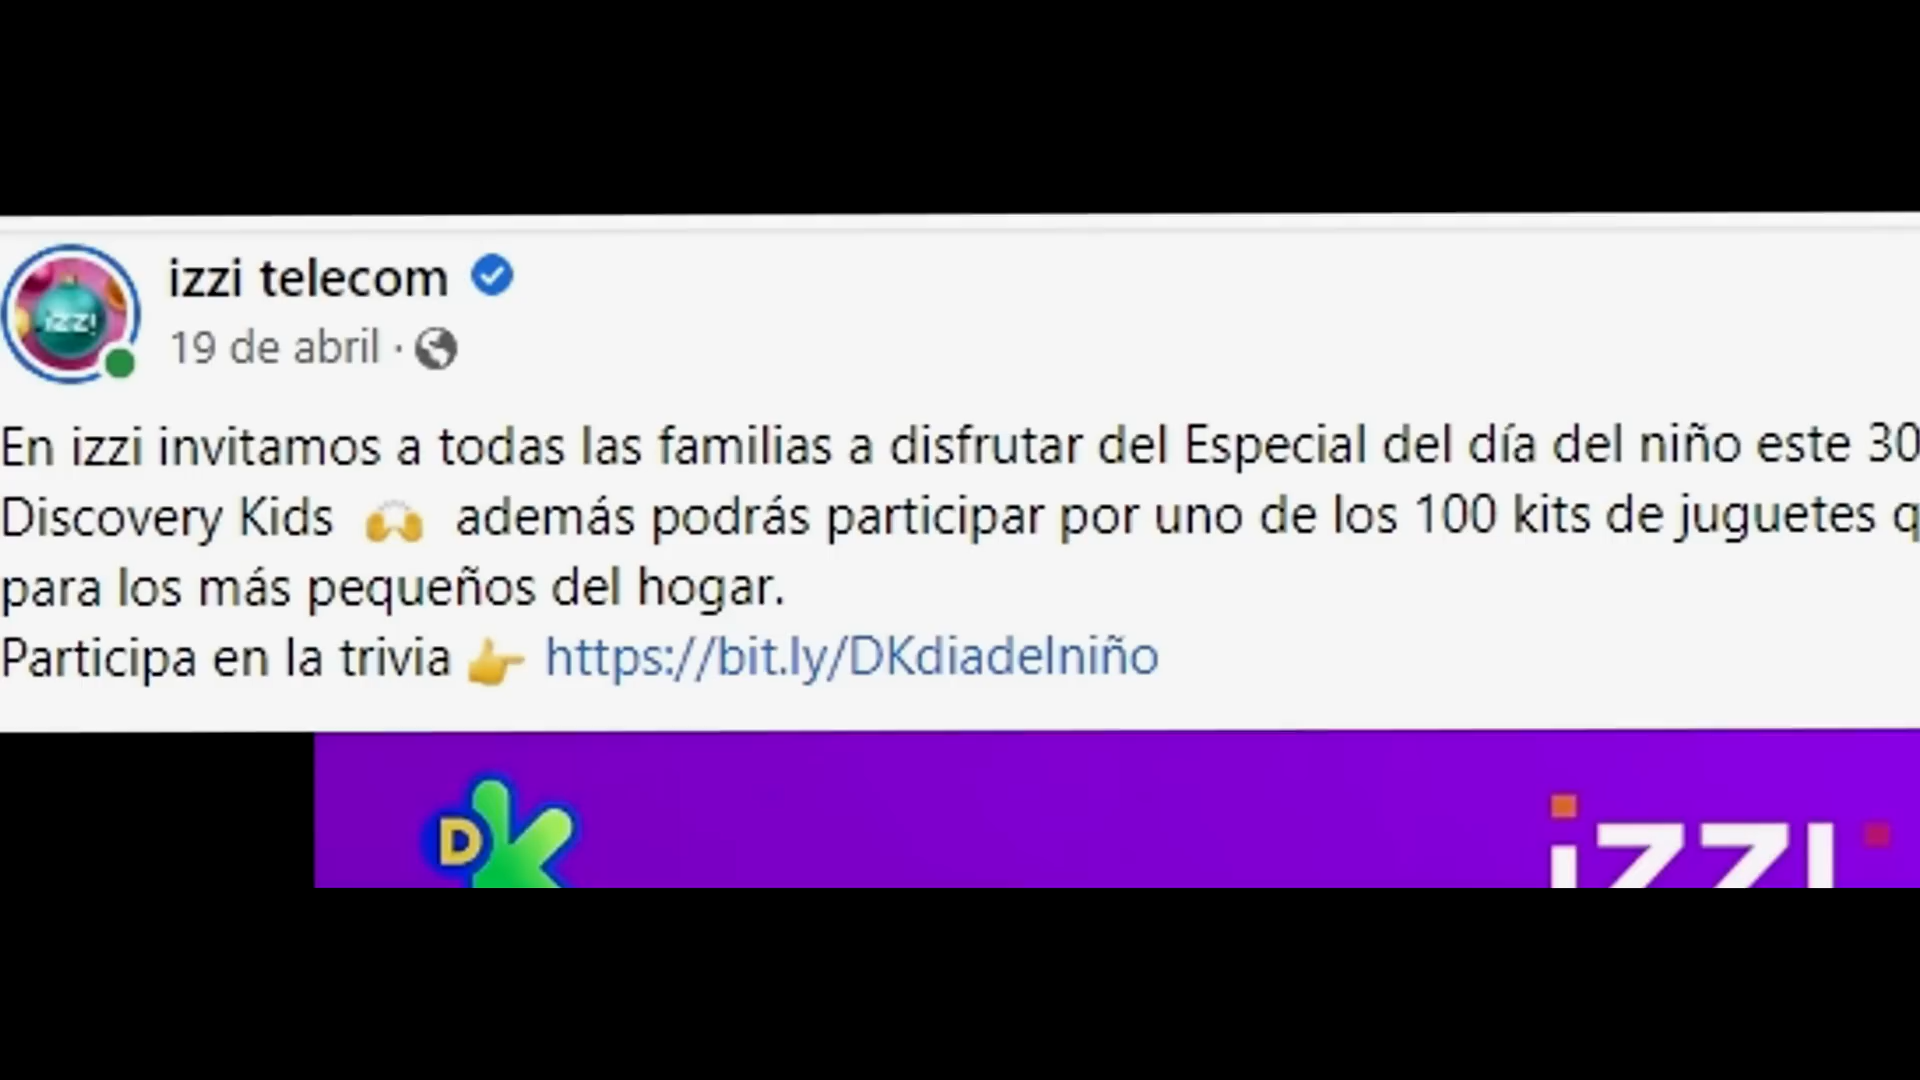 izzi
izzi telecom
19 de abril ·
En izzi invitamos a todas las familias a disfrutar del Especial del día del niño este 30
Discovery Kids 🙌 además podrás participar por uno de los 100 kits de juguetes q
para los más pequeños del hogar.
Participa en la trivia 👉 https://bit.ly/DKdiadelniño
DK
izzi